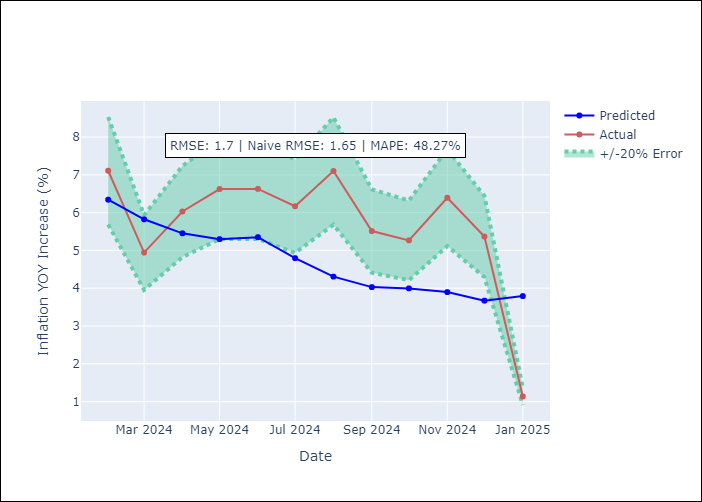 RMSE: 1.7 | Naive RMSE: 1.65 | MAPE: 48.27%
Predicted
Actual
+/-20% Error
Inflation YOY Increase (%)
8
7
6
5
4
3
2
1
Mar 2024
May 2024
Jul 2024
Sep 2024
Nov 2024
Jan 2025
Date